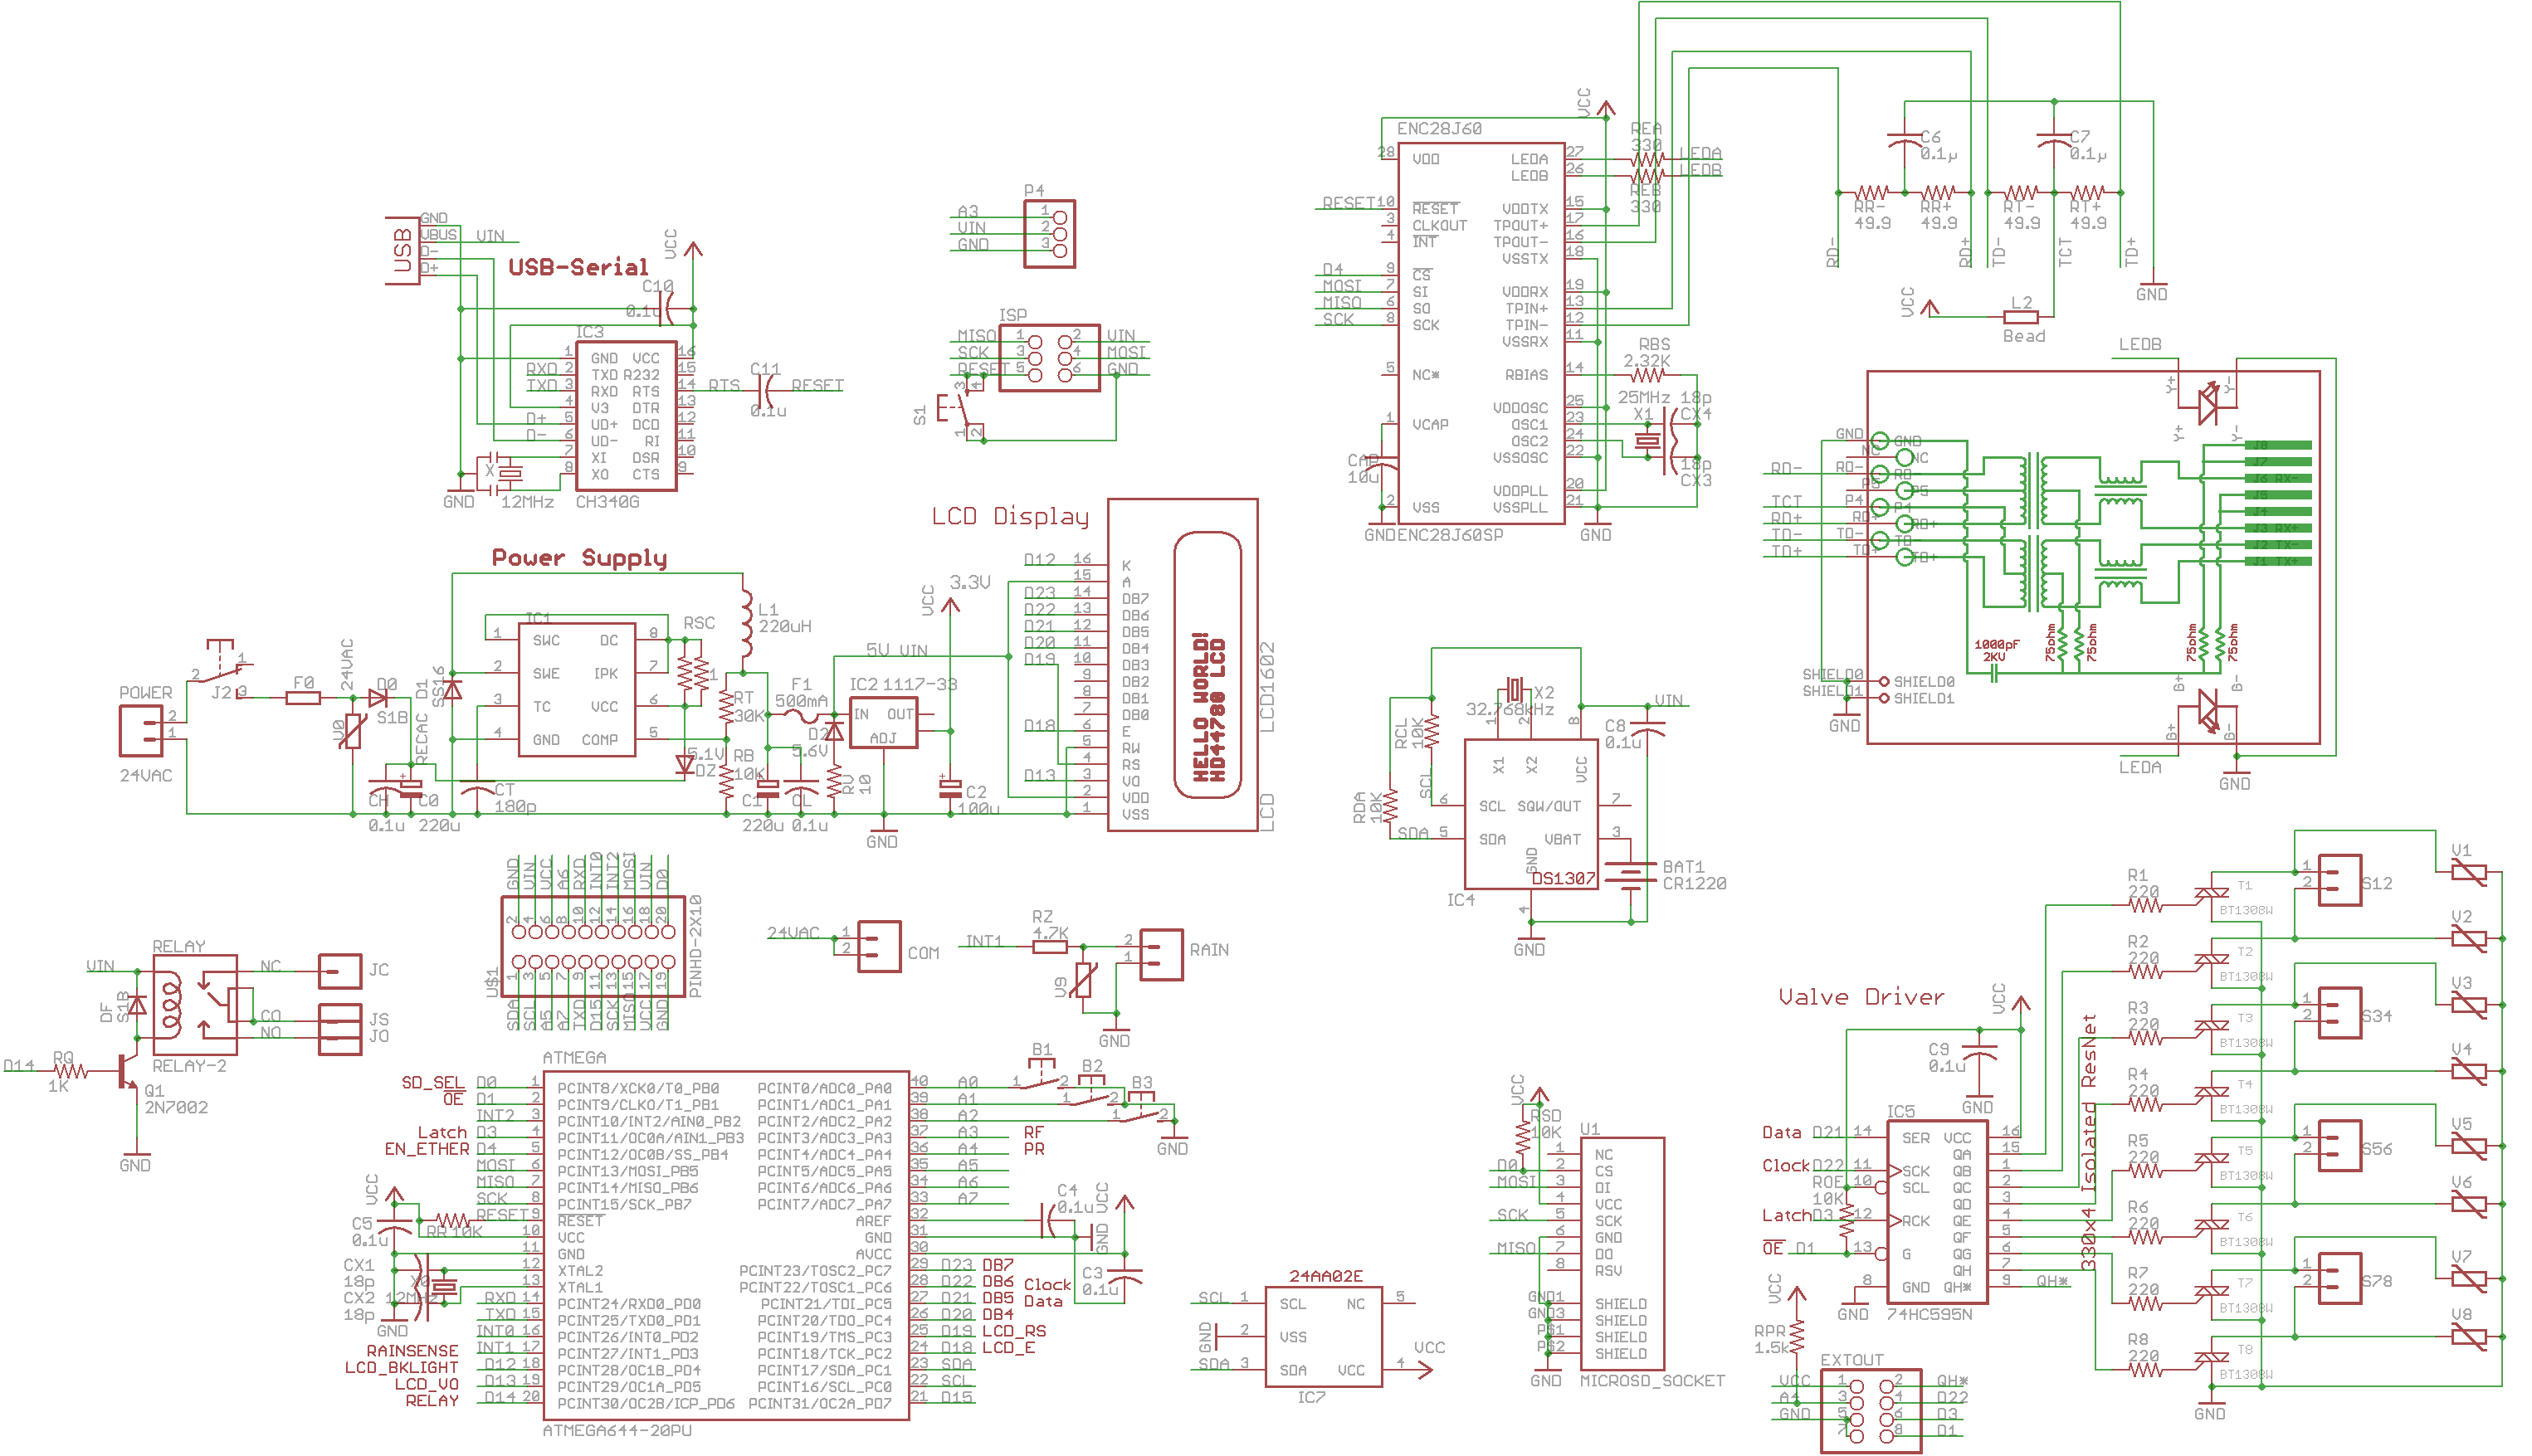 USB
GND
VBUS
VIN
D-
D+
USB-Serial
VCC
C10
0.1u
IC3
1 GND VCC 16
RXD 2 TXD R232 15
TXD 3 RXD RTS 14 RTS
C11
0.1u
RESET
4 V3 DTR 13
D+ 5 UD+ DCD 12
D- 6 UD- RI 11
7 XI DSR 10
8 XO CTS 9
X
GND
12MHz
CH340G
P4
A3 1
VIN 2
GND 3
ISP
MISO 1 2 VIN
SCK 3 4 MOSI
RESET 5 6 GND
S1
3 4
1 2
VCC
ENC28J60
28 VDD LEDA 27
LEDB 26
REA
330
LEDA
LEDB
REB
330
RESET 10 RESET VDDTX 15
3 CLKOUT TPOUT+ 17
4 INT TPOUT- 16
VSSTX 18
D4 9 CS
MOSI 7 SI VDDRX 19
MISO 6 SO TPIN+ 13
SCK 8 SCK TPIN- 12
VSSRX 11
RBS
2.32K
5 NC* RBIAS 14
25MHz 18p
X1 CX4
VDDOSC 25
1 VCAP OSC1 23
OSC2 24
VSSOSC 22
18p
CX3
CAP
10u
VDDPLL 20
2 VSS VSSPLL 21
GND
ENC28J60SP
GND
C6
0.1µ
C7
0.1µ
RR-
49.9
RR+
49.9
RT-
49.9
RT+
49.9
RD-
RD+
TD-
TCT
TD+
GND
VCC
L2
Bead
LEDB
Y+
Y-
Y+
Y-
GND GND
NC NC
RD- RD- RD-
P5 P5
TCT P4 P4
RD+ RD+ RD+
TD- TD- TD-
TD+ TD+ TD+
J8
J7
J6 RX-
J5
J4
J3 RX+
J2 TX-
J1 TX+
1000pF
2KV
75ohm
75ohm
75ohm
75ohm
SHIELD0 SHIELD0
SHIELD1 SHIELD1
GND
B+
B-
B+
B-
LEDA
GND
Power Supply
POWER
2
1
24VAC
J2
2 1
3
F0
24VAC
V0
D0
S1B
RECAC
D1
SS16
IC1
1 SWC DC 8
2 SWE IPK 7
3 TC VCC 6
4 GND COMP 5
RSC
1
L1
220uH
RT
30K
5.1V
DZ
RB
10K
CH
0.1u
C0
220u
CT
180p
C1
220u
CL
0.1u
F1
500mA
D2
5.6V
RV
10
5V VIN
IC2 1117-33
IN OUT
ADJ
GND
VCC
3.3V
C2
100u
LCD Display
D12 16 K
15 A
D23 14 DB7
D22 13 DB6
D21 12 DB5
D20 11 DB4
D19 10 DB3
9 DB2
8 DB1
7 DB0
D18 6 E
5 RW
4 RS
D13 3 VO
2 VDD
1 VSS
HELLO WORLD!
HD44780 LCD
LCD1602
LCD
X2
32.768kHz
1 2 8
RCL
10K
RDA
10K
SCL
SDA
X1 X2 VCC
6 SCL SQW/OUT 7
5 SDA VBAT 3
GND
4
DS1307
IC4
VIN
C8
0.1u
BAT1
CR1220
GND
GND VIN VCC A6 RXD INT0 INT2 MOSI VIN D0
2 4 6 8 10 12 14 16 18 20
1 3 5 7 9 11 13 15 17 19
SDA SCL A5 A7 TXD D15 SCK MISO VCC GND
U$1
PINHD-2X10
24VAC
1
2
COM
INT1
RZ
4.7K
V9
2
1
RAIN
GND
RELAY
VIN
DF
S1B
NC
CO
NO
JC
JS
JO
RELAY-2
D14
RQ
1K
Q1
2N7002
GND
ATMEGA
SD_SEL D0 1 PCINT8/XCK0/T0_PB0 PCINT0/ADC0_PA0 40 A0
OE D1 2 PCINT9/CLKO/T1_PB1 PCINT1/ADC1_PA1 39 A1
INT2 3 PCINT10/INT2/AIN0_PB2 PCINT2/ADC2_PA2 38 A2
Latch D3 4 PCINT11/OC0A/AIN1_PB3 PCINT3/ADC3_PA3 37 A3 RF
EN_ETHER D4 5 PCINT12/OC0B/SS_PB4 PCINT4/ADC4_PA4 36 A4 PR
MOSI 6 PCINT13/MOSI_PB5 PCINT5/ADC5_PA5 35 A5
MISO 7 PCINT14/MISO_PB6 PCINT6/ADC6_PA6 34 A6
SCK 8 PCINT15/SCK_PB7 PCINT7/ADC7_PA7 33 A7
RESET 9 RESET AREF 32
10 VCC GND 31
11 GND AVCC 30
12 XTAL2 PCINT23/TOSC2_PC7 29 D23 DB7
13 XTAL1 PCINT22/TOSC1_PC6 28 D22 DB6 Clock
RXD 14 PCINT24/RXD0_PD0 PCINT21/TDI_PC5 27 D21 DB5 Data
TXD 15 PCINT25/TXD0_PD1 PCINT20/TDO_PC4 26 D20 DB4
INT0 16 PCINT26/INT0_PD2 PCINT19/TMS_PC3 25 D19 LCD_RS
RAINSENSE INT1 17 PCINT27/INT1_PD3 PCINT18/TCK_PC2 24 D18 LCD_E
LCD_BKLIGHT D12 18 PCINT28/OC1B_PD4 PCINT17/SDA_PC1 23 SDA
LCD_VO D13 19 PCINT29/OC1A_PD5 PCINT16/SCL_PC0 22 SCL
RELAY D14 20 PCINT30/OC2B/ICP_PD6 PCINT31/OC2A_PD7 21 D15
ATMEGA644-20PU
VCC
C5
0.1u
RR 10K
CX1
18p
CX2
18p
X0
12MHz
GND
B1
1 2
B2
1 2
B3
1 2
GND
C4
0.1u
GND
VCC
C3
0.1u
24AA02E
SCL 1 SCL NC 5
GND 2 VSS
SDA 3 SDA VCC 4 VCC
IC7
VCC
RSD
10K
U1
1 NC
D0 2 CS
MOSI 3 DI
4 VCC
SCK 5 SCK
6 GND
MISO 7 DO
8 RSV
GND1 SHIELD
GND3 SHIELD
P$1 SHIELD
P$2 SHIELD
GND
MICROSD_SOCKET
Valve Driver
VCC
C9
0.1u
GND
IC5
Data D21 14 SER VCC 16
QA 15
Clock D22 11 SCK QB 1
ROE 10 SCL QC 2
10K
QD 3
Latch D3 12 RCK QE 4
QF 5
OE D1 13 G QG 6
QH 7
8 GND QH* 9 QH*
GND
74HC595N
330x4 Isolated ResNet
VCC
RPR
1.5k
EXTOUT
VCC 1 2 QH*
A4 3 4 D22
GND 5 6 D3
7 8 D1
R1
220
T1
BT1308W
R2
220
T2
BT1308W
R3
220
T3
BT1308W
R4
220
T4
BT1308W
R5
220
T5
BT1308W
R6
220
T6
BT1308W
R7
220
T7
BT1308W
R8
220
T8
GND
1
2
S12
1
2
S34
1
2
S56
1
2
S78
V1
V2
V3
V4
V5
V6
V7
V8